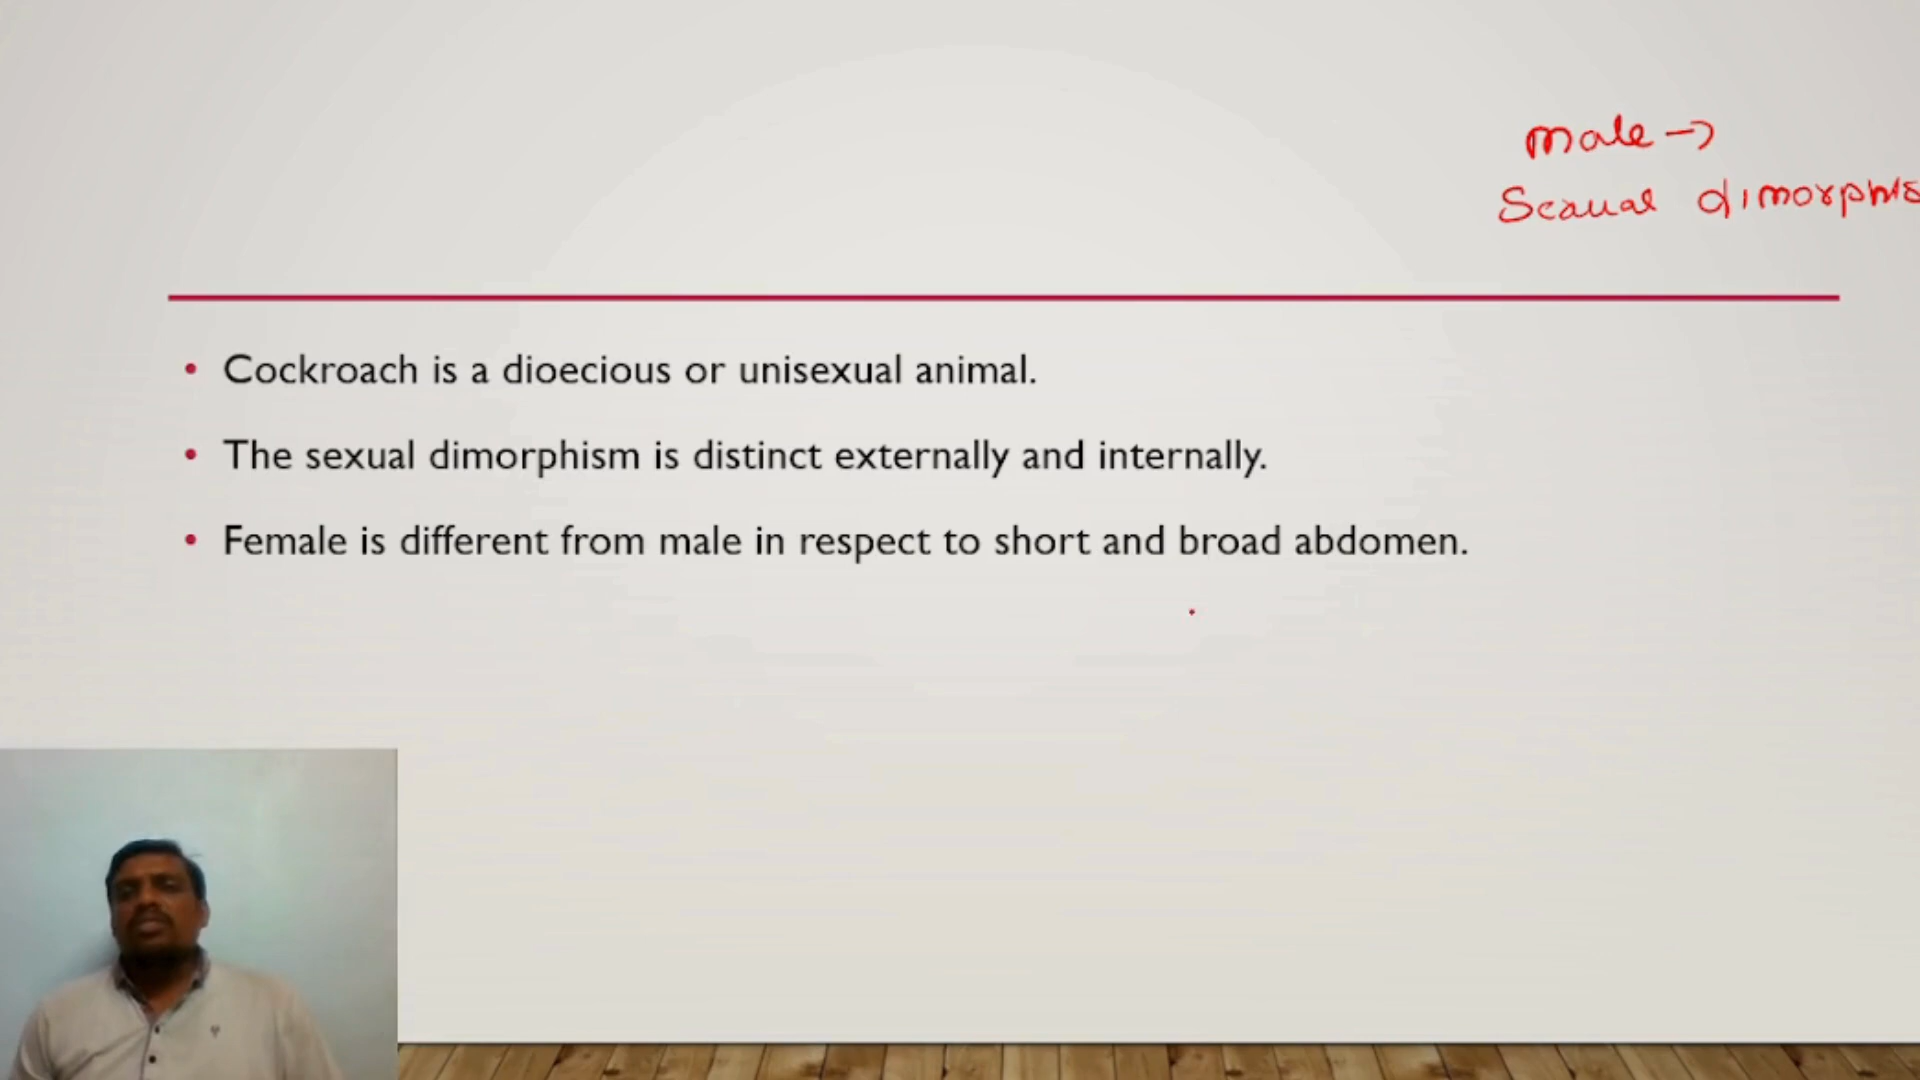 male →
Sexual dimorphis
• Cockroach is a dioecious or unisexual animal.
• The sexual dimorphism is distinct externally and internally.
• Female is different from male in respect to short and broad abdomen.